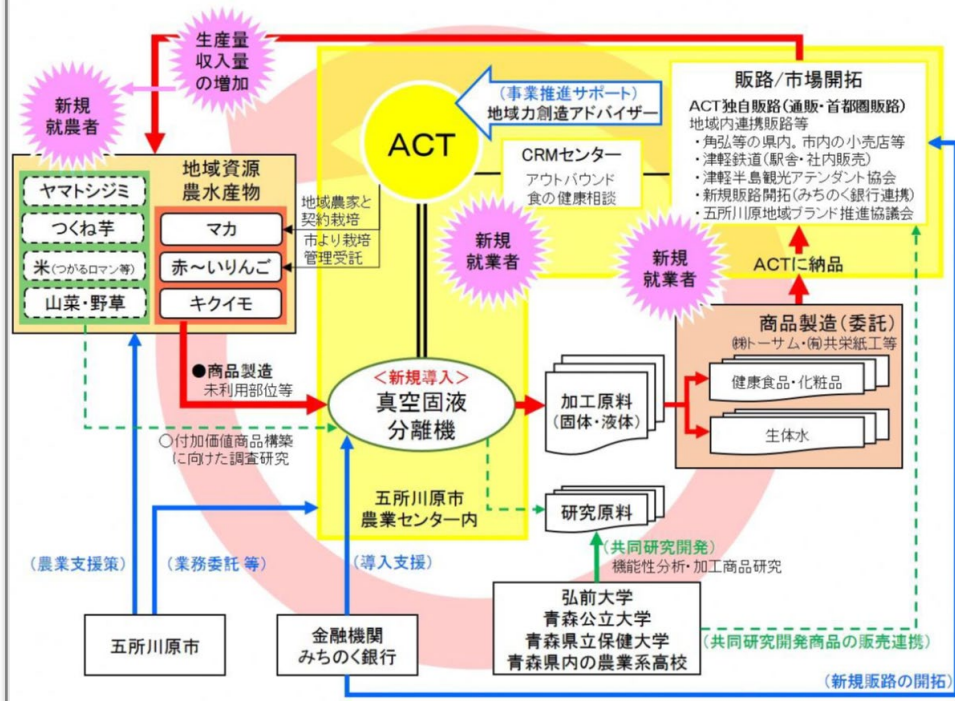 生産量
収入量
の増加
新規
就農者
地域資源
農水産物
ヤマトシジミ
つくね芋
米(つがるロマン等)
山菜・野草
マカ
赤~いりんご
キクイモ
地域農家と
契約栽培
市より栽培
管理受託
ACT
(事業推進サポート)
地域力創造アドバイザー
CRMセンター
アウトバウンド
食の健康相談
新規
就業者
販路/市場開拓
ACT独自販路(通販・首都圏販路)
地域内連携販路等
・角弘等の県内。市内の小売店等
・津軽鉄道(駅舎・社内販売)
・津軽半島観光アテンダント協会
・新規販路開拓(みちのく銀行連携)
・五所川原地域ブランド推進協議会
新規
就業者
ACTに納品
商品製造(委託)
㈱トーサム・㈲共栄紙工等
健康食品・化粧品
生体水
●商品製造
未利用部位等
<新規導入>
真空固液
分離機
加工原料
(固体・液体)
○付加価値商品構築
に向けた調査研究
五所川原市
農業センター内
研究原料
(共同研究開発)
機能性分析・加工商品研究
(農業支援策)
(業務委託 等)
(導入支援)
五所川原市
金融機関
みちのく銀行
弘前大学
青森公立大学
青森県立保健大学
青森県内の農業系高校
(共同研究開発商品の販売連携)
(新規販路の開拓)